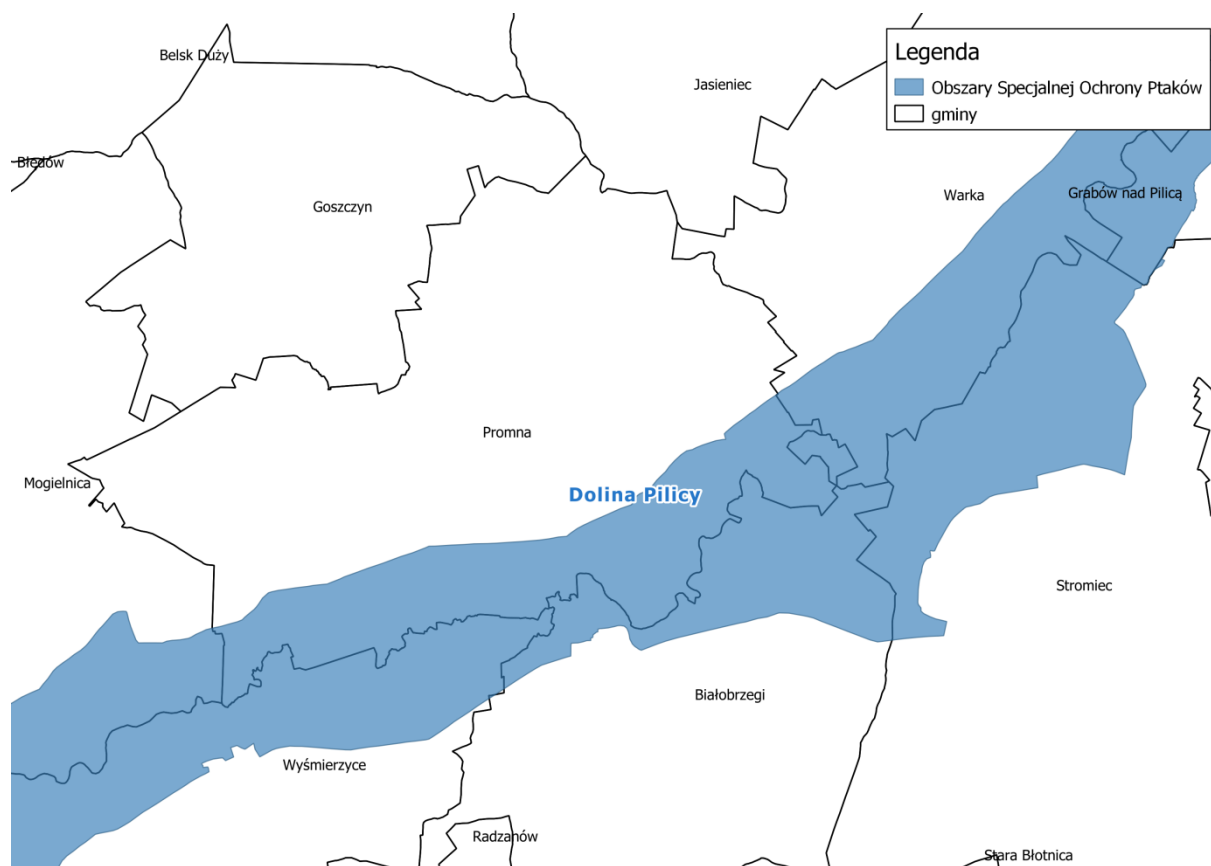 Belsk Duży
Jasieniec
Legenda
Obszary Specjalnej Ochrony Ptaków
gminy
Błędów
Goszczyn
Warka
Grabów nad Pilicą
Promna
Mogielnica
Dolina Pilicy
Stromiec
Białobrzegi
Wyśmierzyce
Radzanów
Stara Błotnica